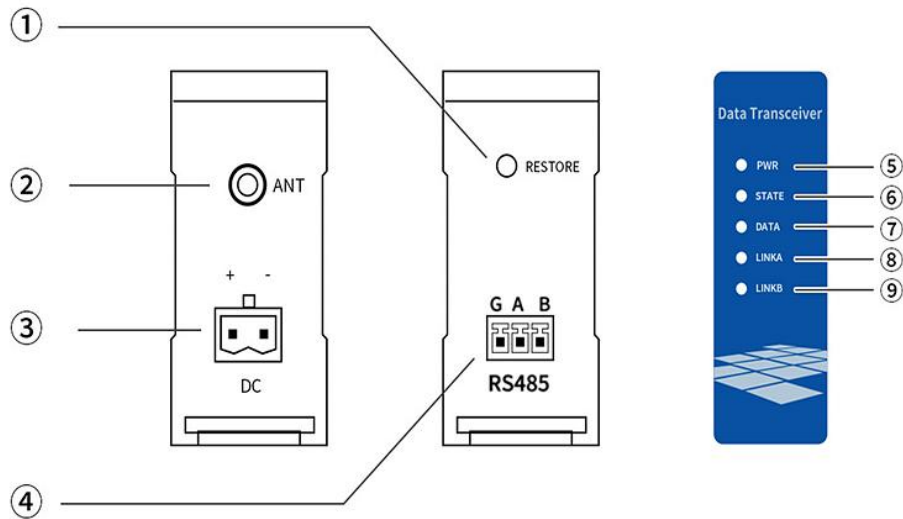 ①
② ANT
+ -
③
DC
④
RESTORE
G A B
RS485
Data Transceiver
PWR ⑤
STATE ⑥
DATA ⑦
LINKA ⑧
LINKB ⑨